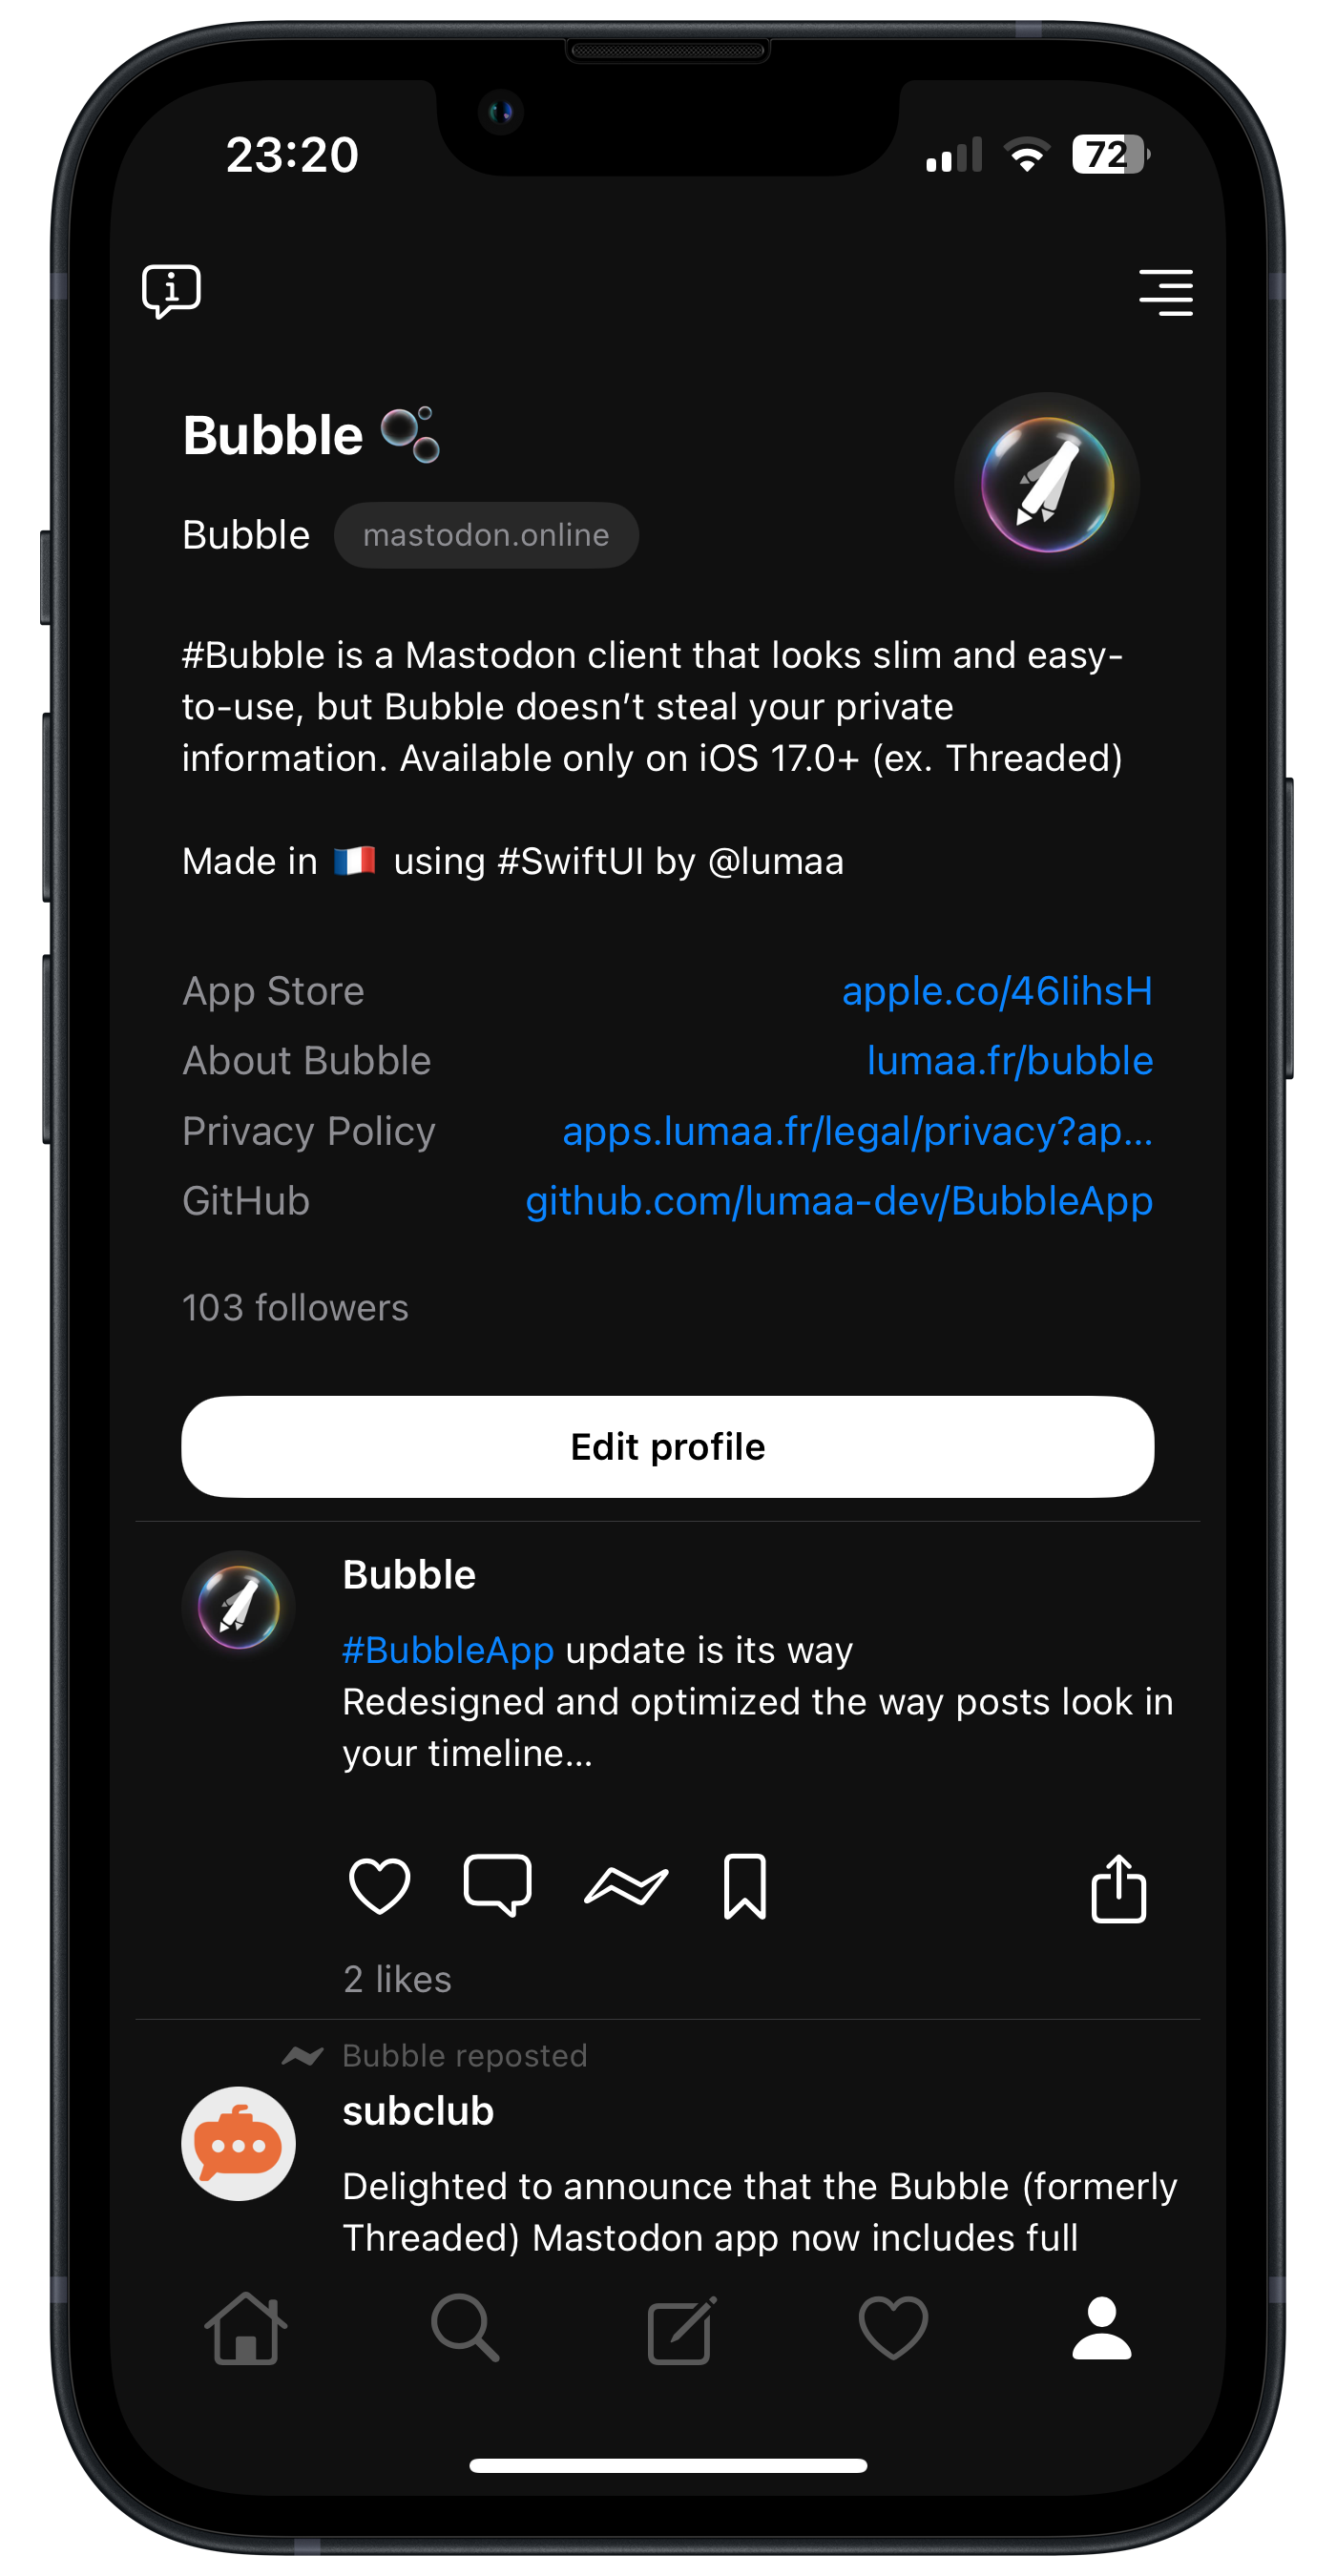 23:20
72
Bubble 🫧
Bubble mastodon.online
#Bubble is a Mastodon client that looks slim and easy-
to-use, but Bubble doesn’t steal your private
information. Available only on iOS 17.0+ (ex. Threaded)
Made in 🇫🇷 using #SwiftUI by @lumaa
App Store apple.co/46IihsH
About Bubble lumaa.fr/bubble
Privacy Policy apps.lumaa.fr/legal/privacy?ap...
GitHub github.com/lumaa-dev/BubbleApp
103 followers
Edit profile
Bubble
#BubbleApp update is its way
Redesigned and optimized the way posts look in
your timeline...
2 likes
Bubble reposted
subclub
Delighted to announce that the Bubble (formerly
Threaded) Mastodon app now includes full